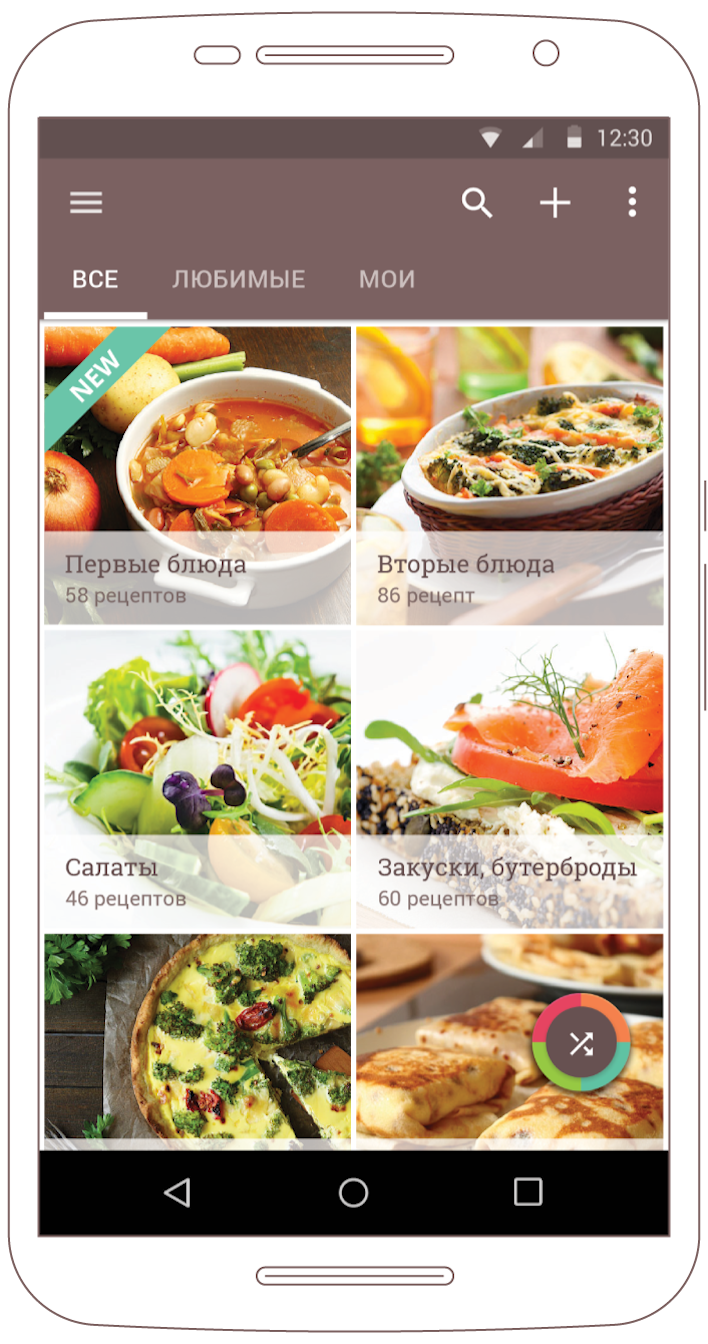 12:30
ВСЕ ЛЮБИМЫЕ МОИ
NEW
Первые блюда
58 рецептов
Вторые блюда
86 рецепт
Салаты
46 рецептов
Закуски, бутерброды
60 рецептов